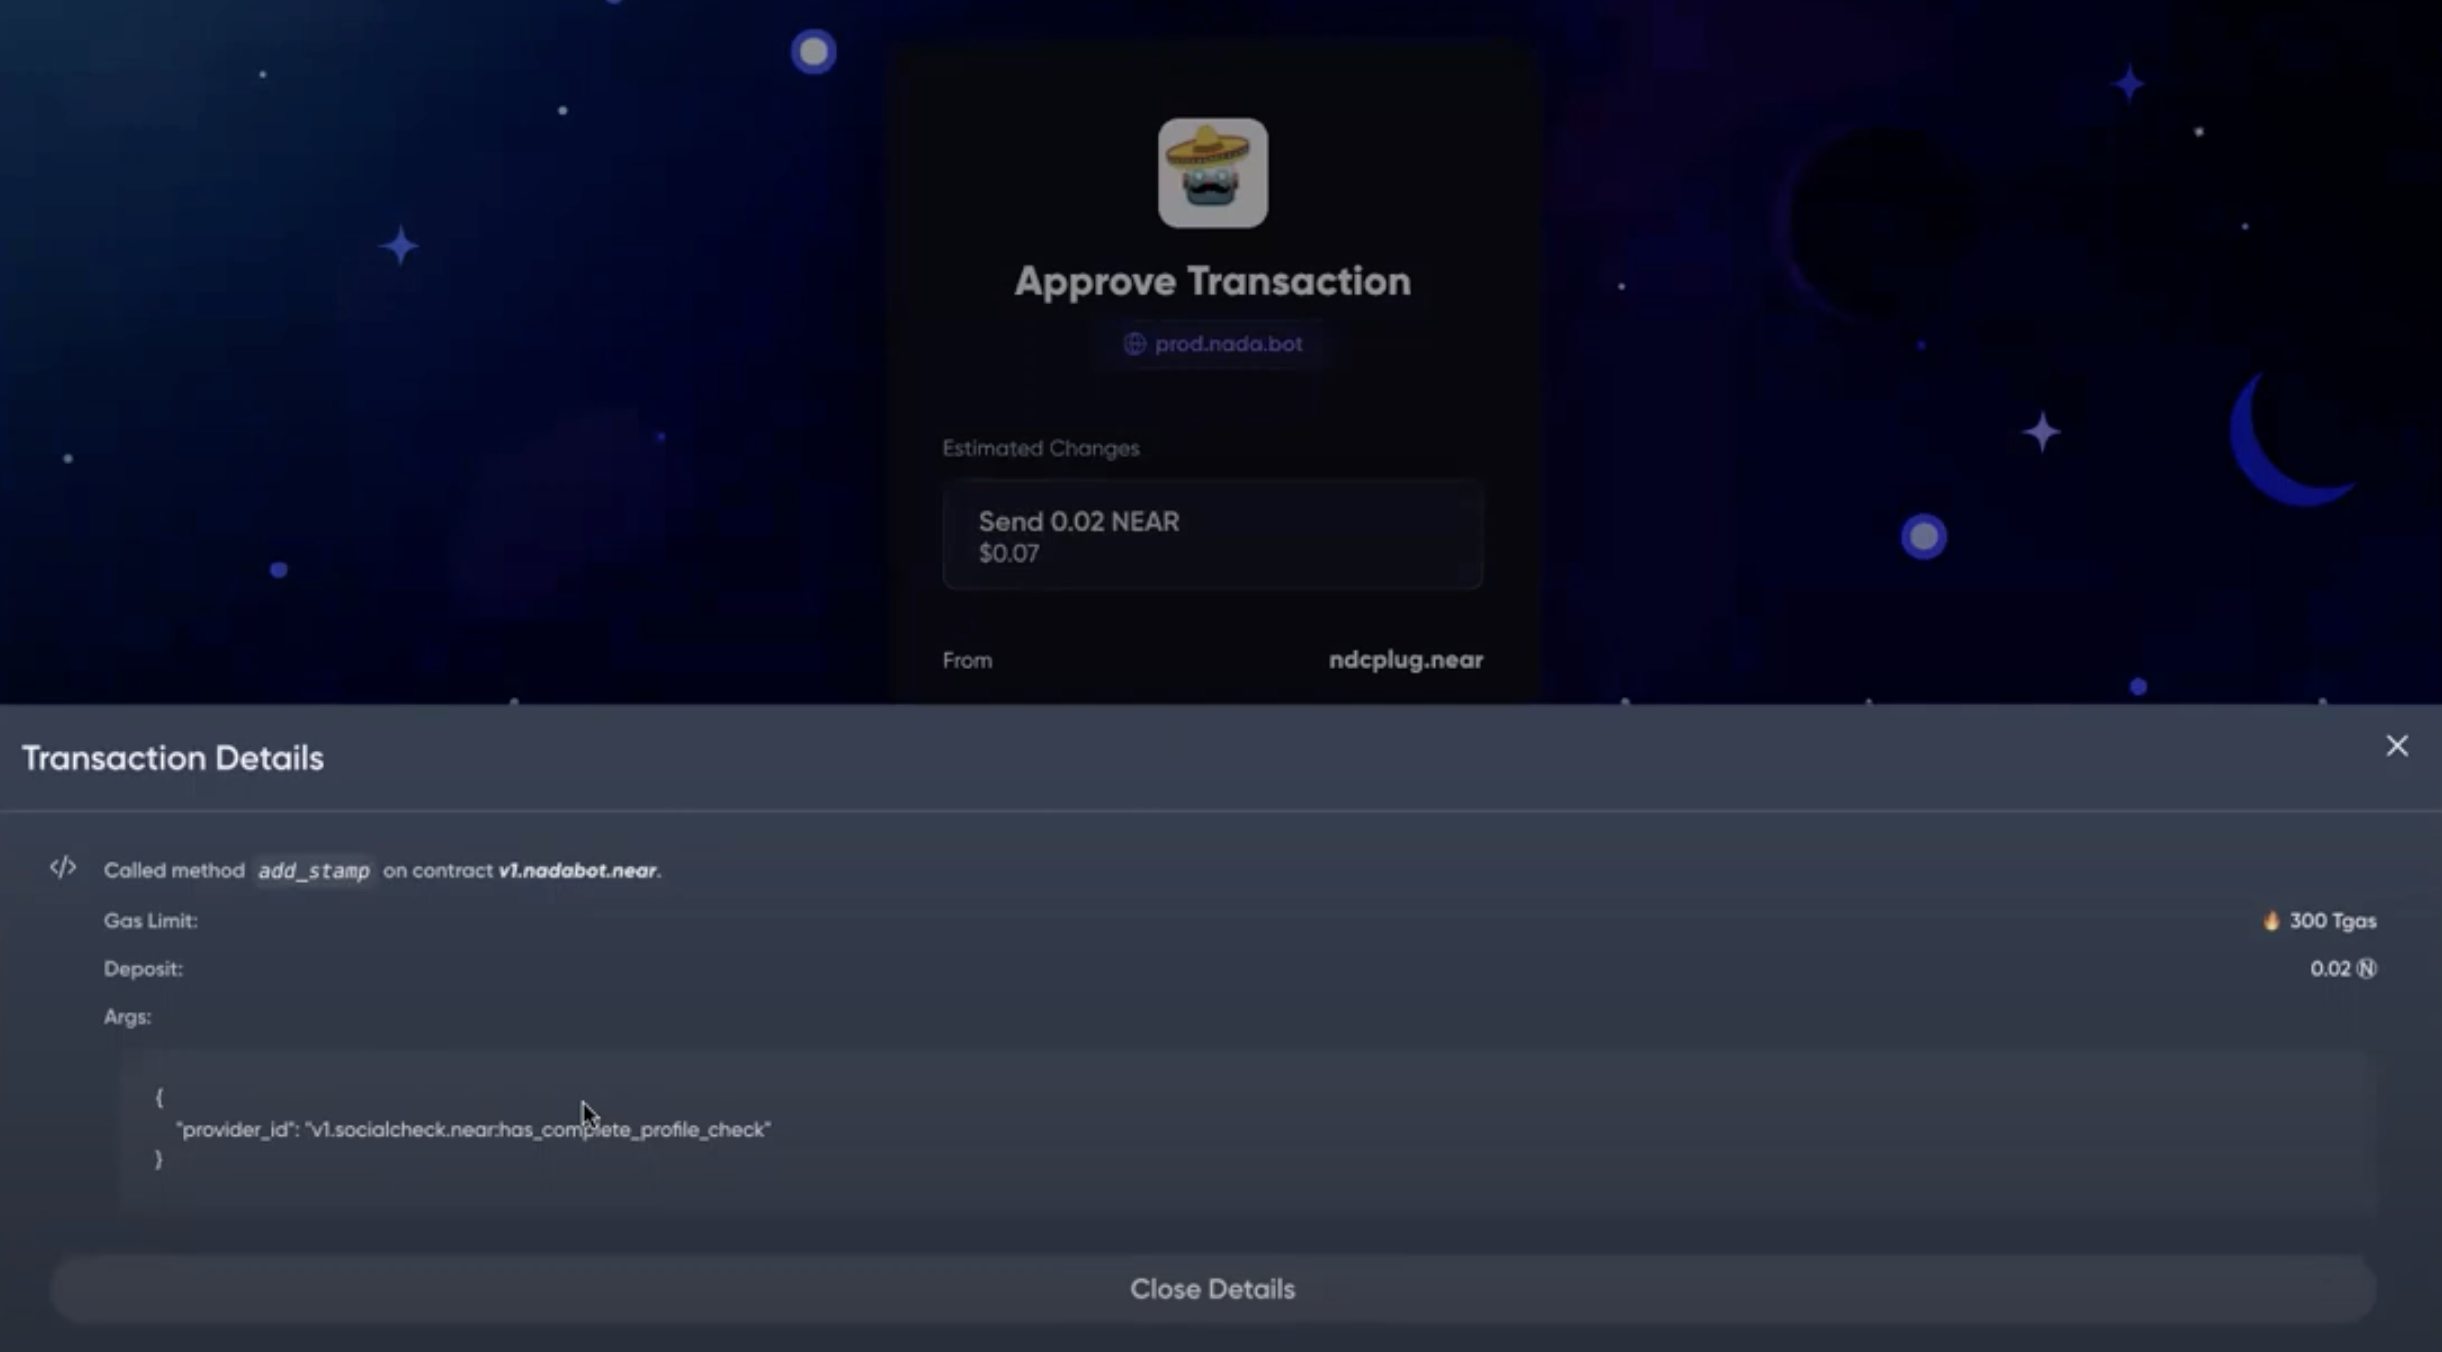 Approve Transaction
prod.nada.bot
Estimated Changes
Send 0.02 NEAR
$0.07
From ndcplug.near
Transaction Details
</> Called method add_stamp on contract v1.nadabot.near.
Gas Limit: 300 Tgas
Deposit: 0.02 Ⓝ
Args:
{
"provider_id": "v1.socialcheck.near:has_complete_profile_check"
}
Close Details